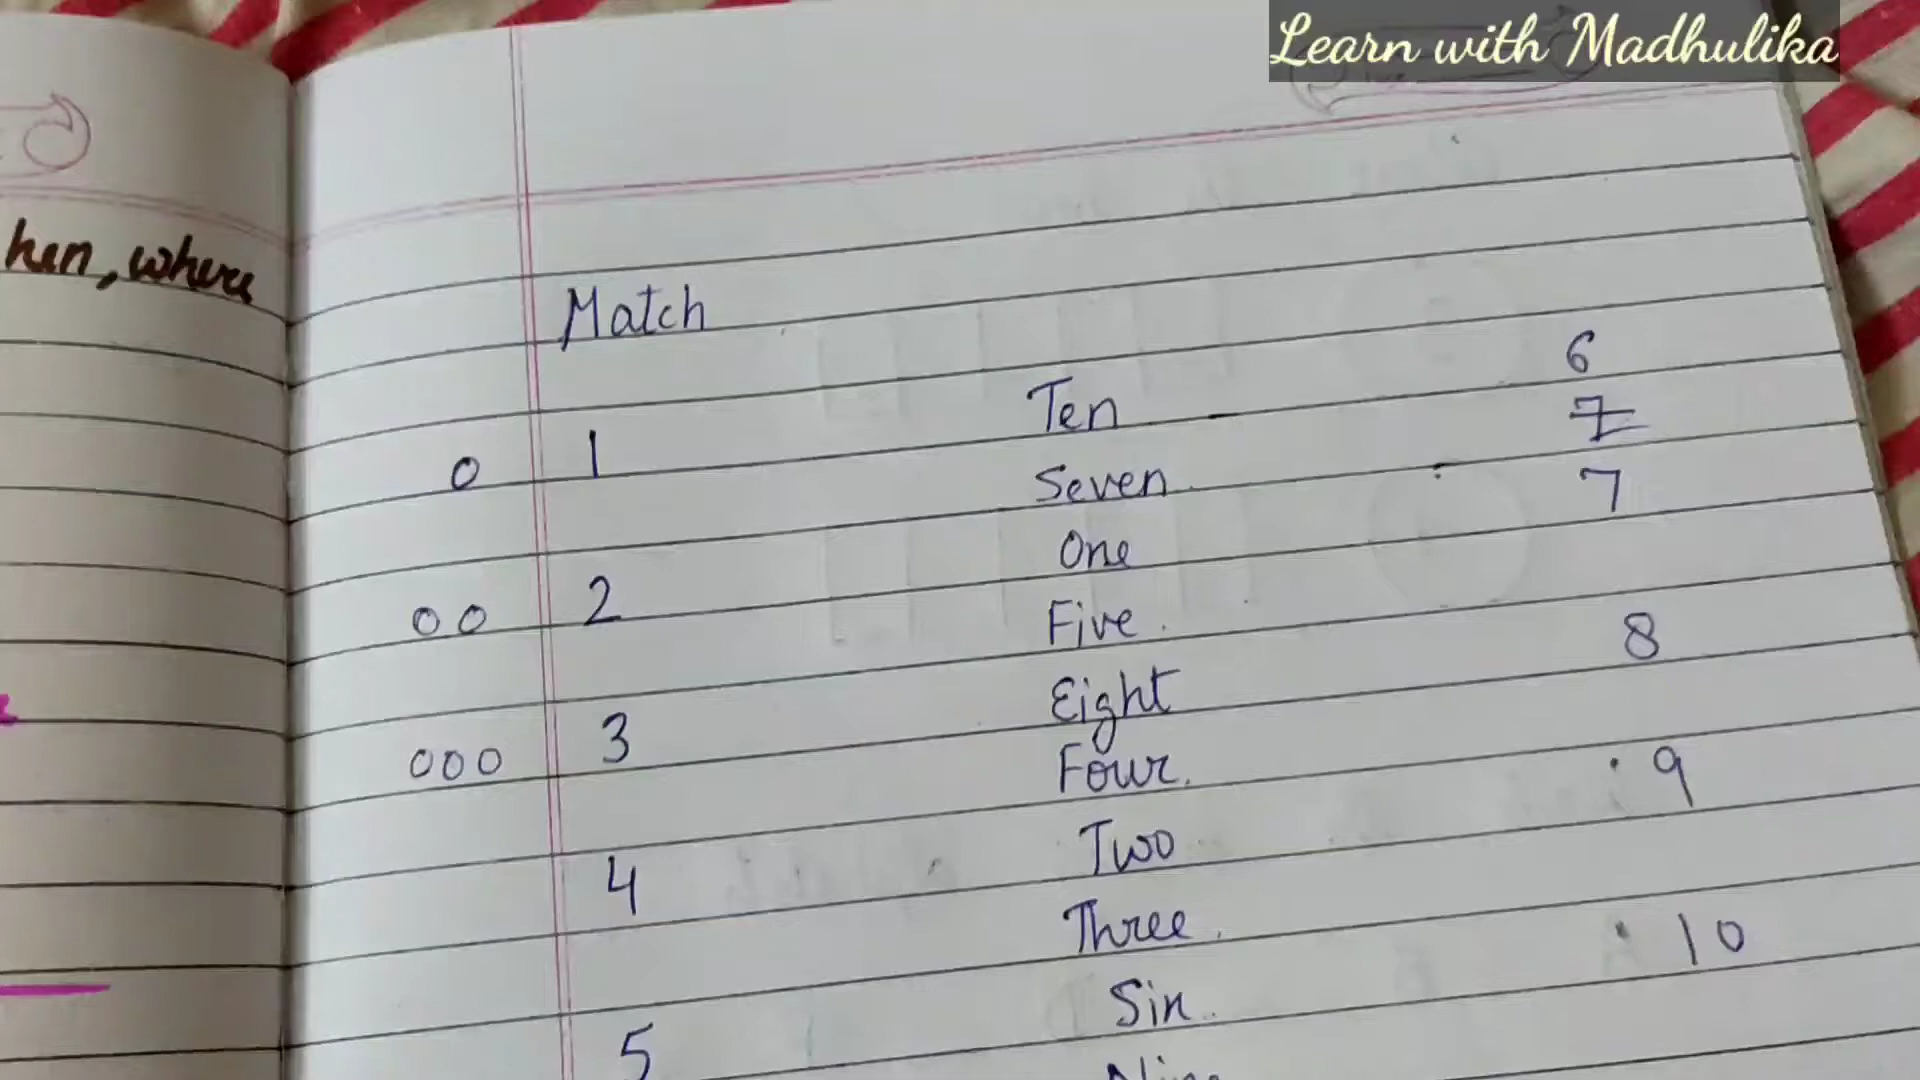 Learn with Madhulika
hen, where
Match
6
Ten
7
0 1
Seven
7
One
00 2
Five
8
Eight
000 3
Four
9
Two
4
Three
10
Six
5